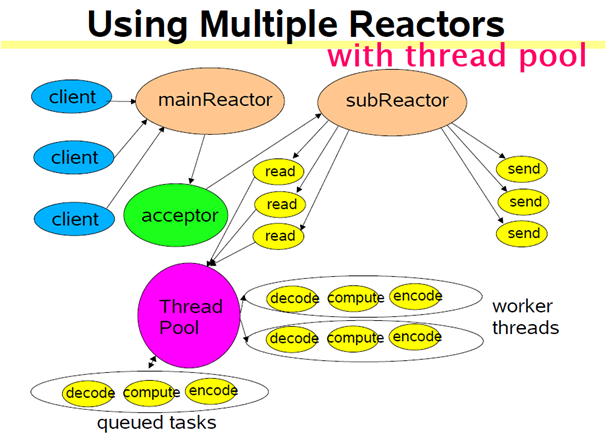 Using Multiple Reactors
with thread pool
client
mainReactor
subReactor
client
client
acceptor
read
read
read
send
send
send
Thread
Pool
decode compute encode
decode compute encode
worker
threads
decode compute encode
queued tasks